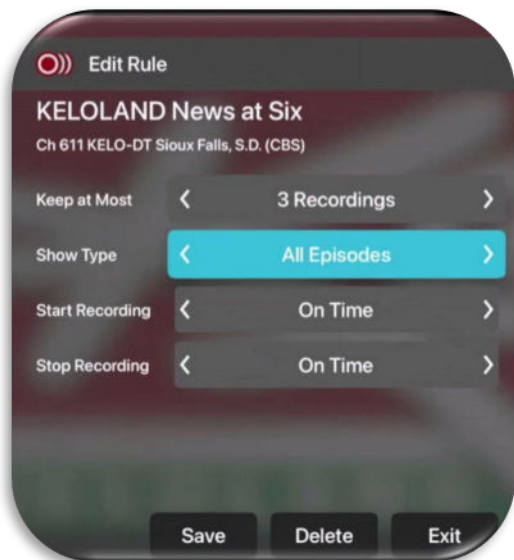 Edit Rule
KELOLAND News at Six
Ch 611 KELO-DT Sioux Falls, S.D. (CBS)
Keep at Most 3 Recordings
Show Type All Episodes
Start Recording On Time
Stop Recording On Time
Save Delete Exit